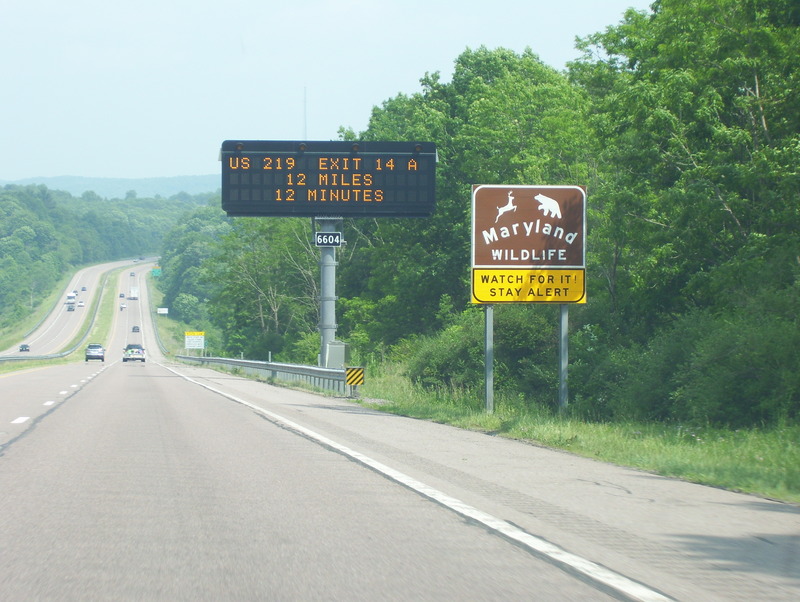 US 219 EXIT 14 A
12 MILES
12 MINUTES
6604
Maryland
WILDLIFE
WATCH FOR IT!
STAY ALERT